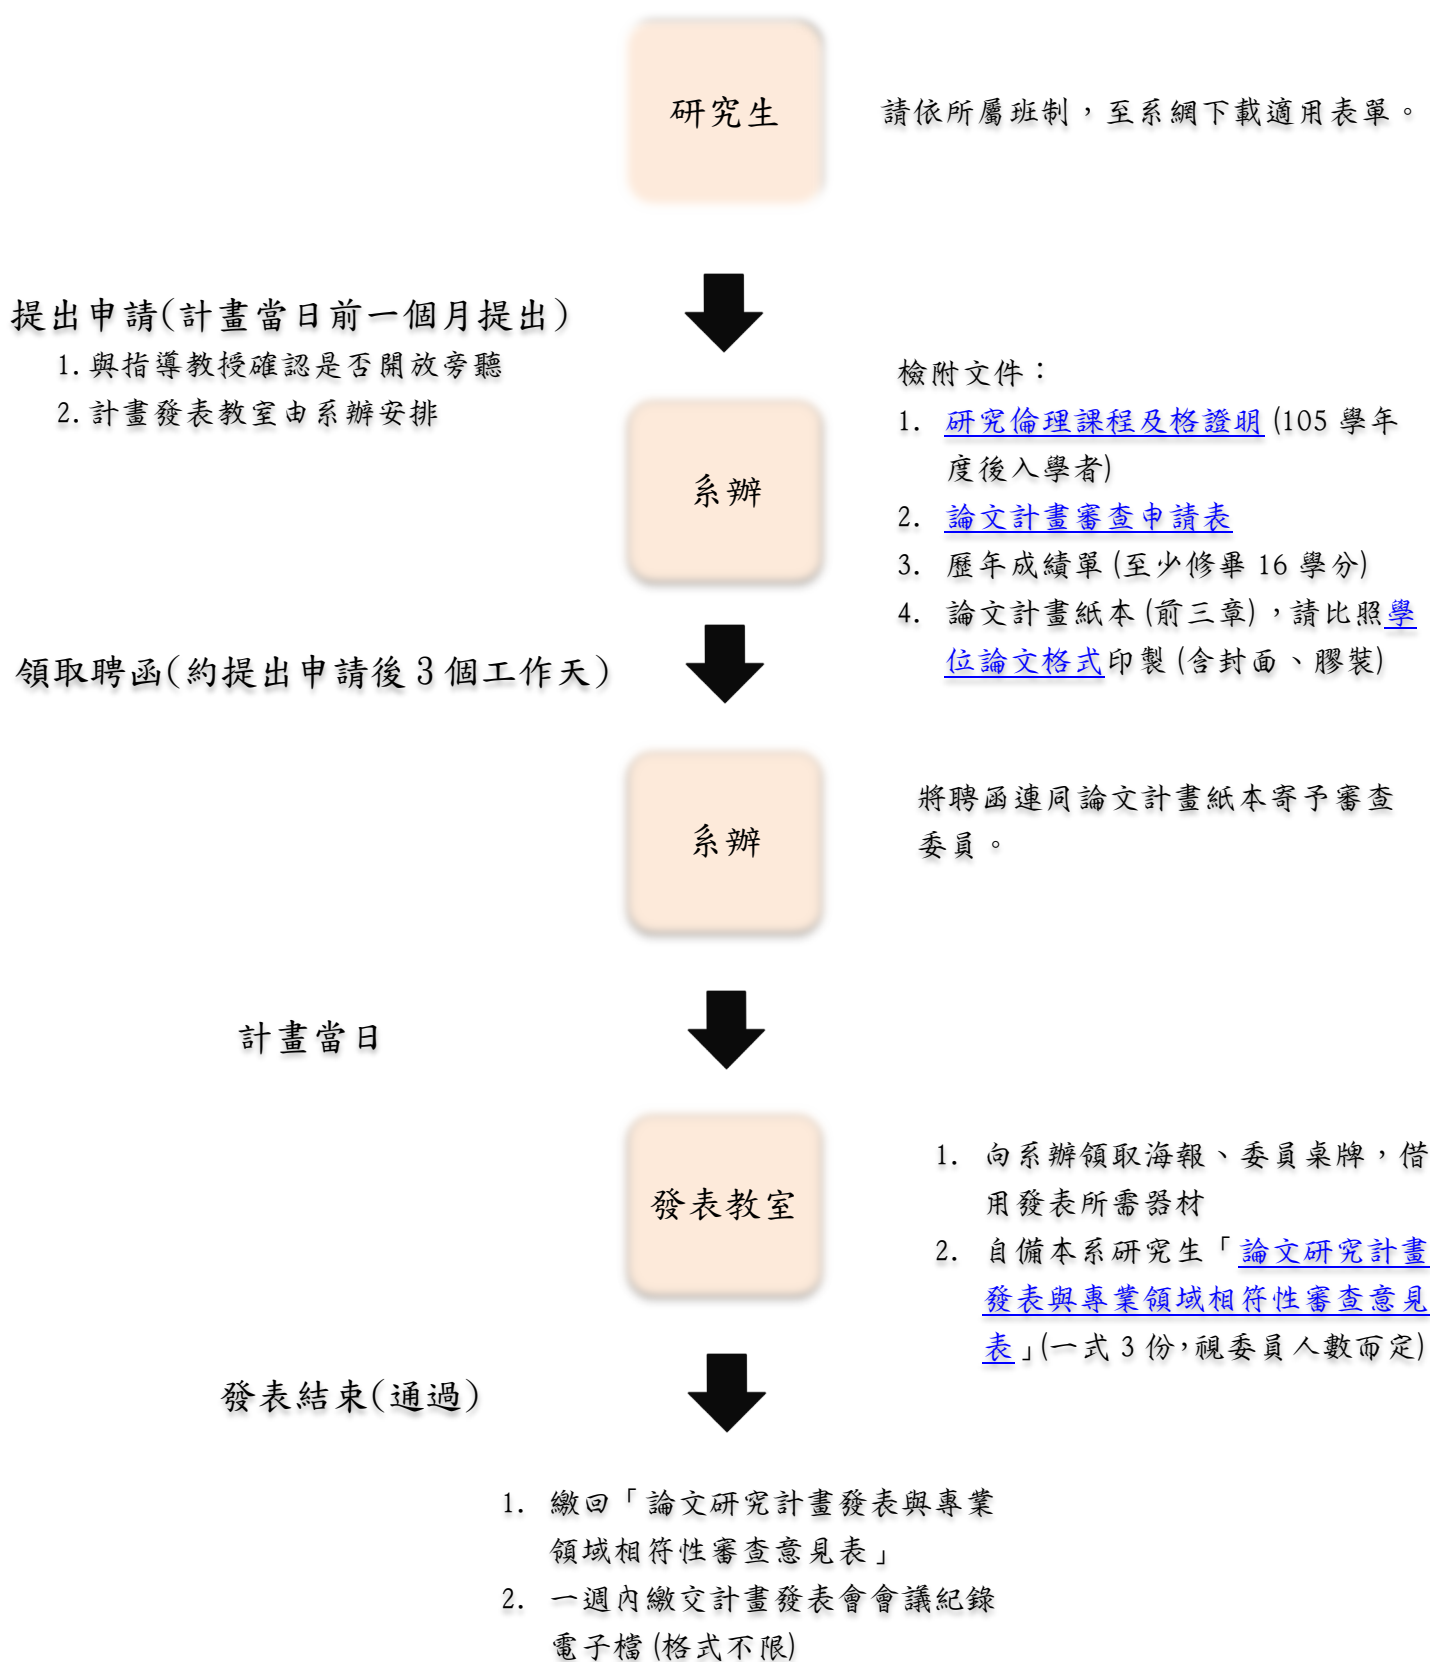 研究生
請依所屬班制，至系網下載適用表單。
提出申請(計畫當日前一個月提出)
1.與指導教授確認是否開放旁聽
2.計畫發表教室由系辦安排
系辦
檢附文件：
1. 研究倫理課程及格證明(105 學年
度後入學者)
2. 論文計畫審查申請表
3. 歷年成績單(至少修畢 16 學分)
4. 論文計畫紙本(前三章)，請比照學
位論文格式印製(含封面、膠裝)
領取聘函(約提出申請後 3 個工作天)
系辦
將聘函連同論文計畫紙本寄予審查
委員。
計畫當日
發表教室
1. 向系辦領取海報、委員桌牌，借
用發表所需器材
2. 自備本系研究生「論文研究計畫
發表與專業領域相符性審查意見
表」(一式 3 份，視委員人數而定)
發表結束(通過)
1. 繳回「論文研究計畫發表與專業
領域相符性審查意見表」
2. 一週內繳交計畫發表會會議紀錄
電子檔(格式不限)